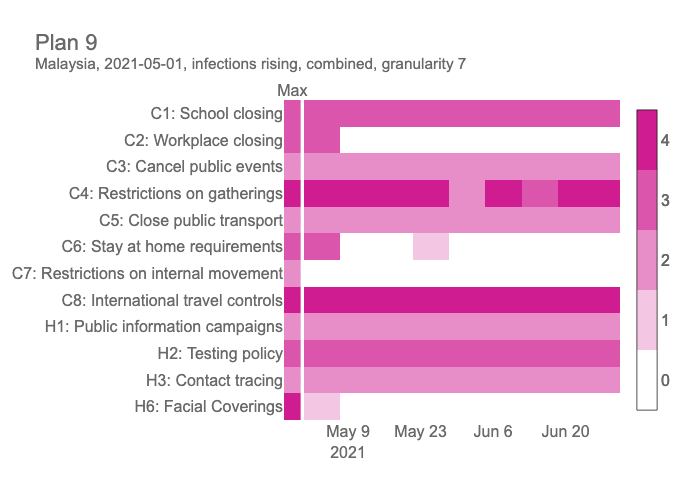 Plan 9
Malaysia, 2021-05-01, infections rising, combined, granularity 7
Max
C1: School closing
C2: Workplace closing
C3: Cancel public events
C4: Restrictions on gatherings
C5: Close public transport
C6: Stay at home requirements
C7: Restrictions on internal movement
C8: International travel controls
H1: Public information campaigns
H2: Testing policy
H3: Contact tracing
H6: Facial Coverings
4
3
2
1
0
May 9 May 23 Jun 6 Jun 20
2021